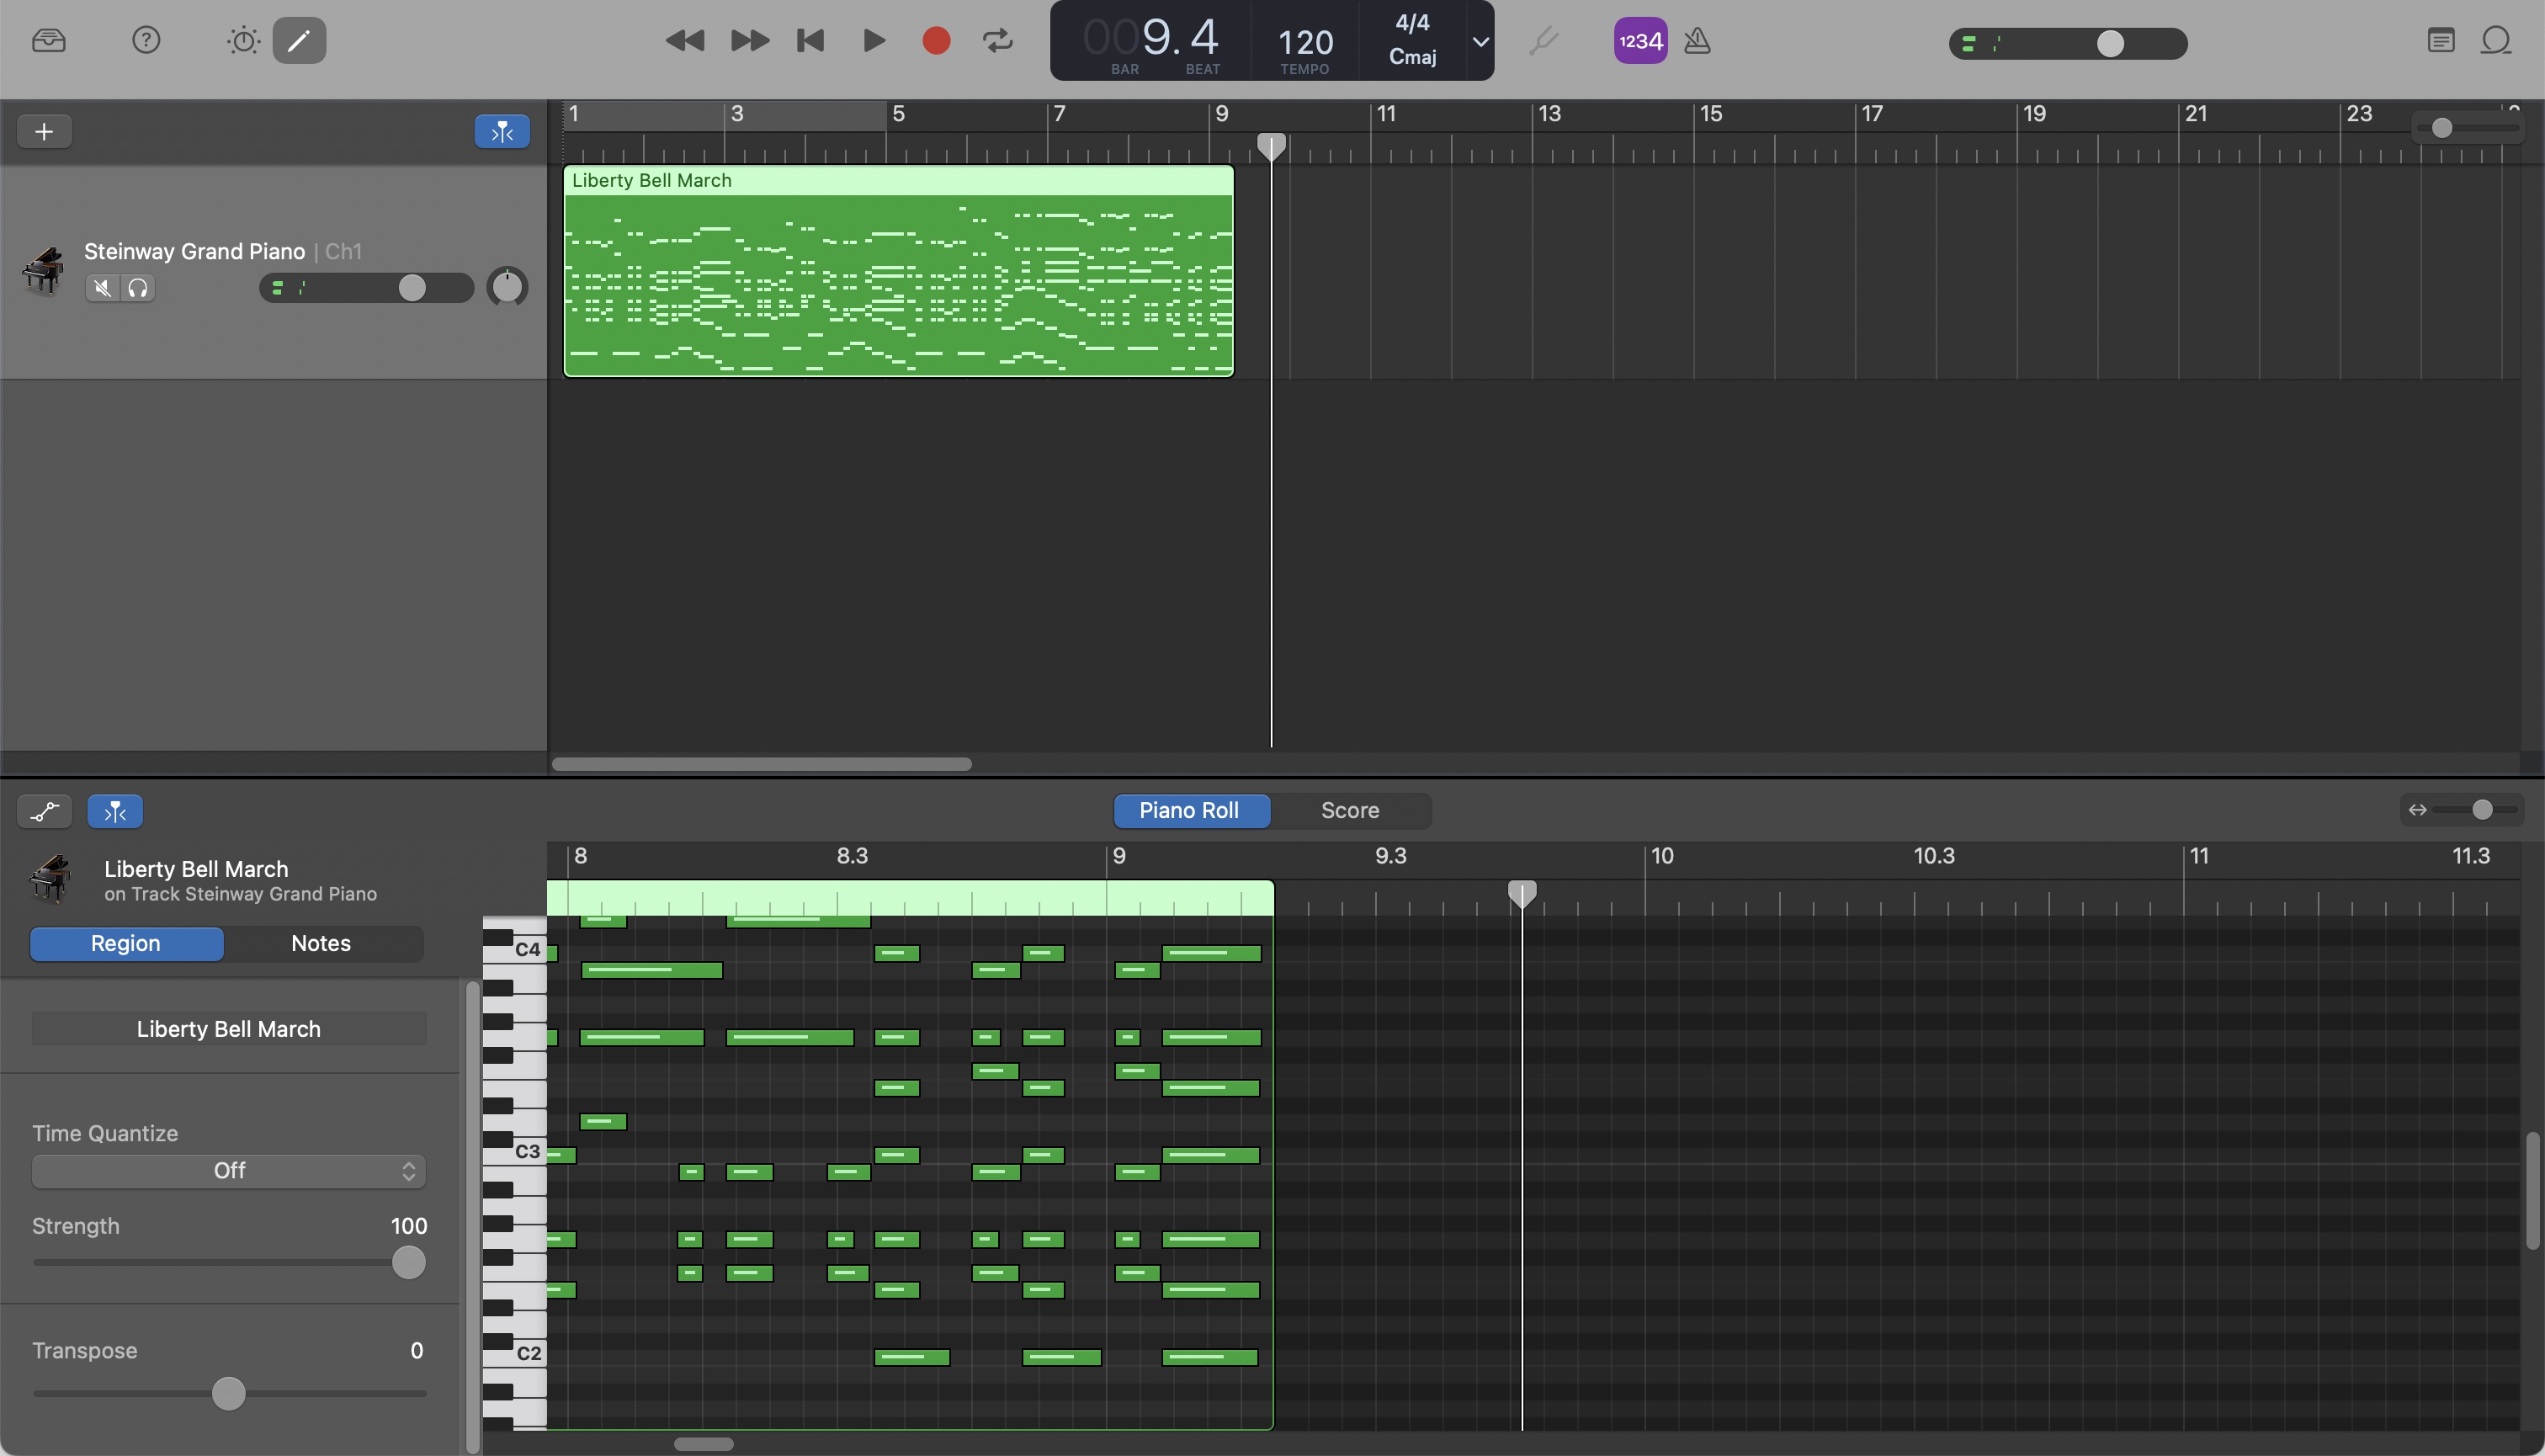 009.4
120
4/4
Cmaj
BAR
BEAT
TEMPO
1234
1 3 5 7 9 11 13 15 17 19 21 23
Liberty Bell March
Steinway Grand Piano | Ch1
Piano Roll
Score
Liberty Bell March
on Track Steinway Grand Piano
8 8.3 9 9.3 10 10.3 11 11.3
Region
Notes
C4
Liberty Bell March
Time Quantize
Off
C3
Strength
100
Transpose
0
C2